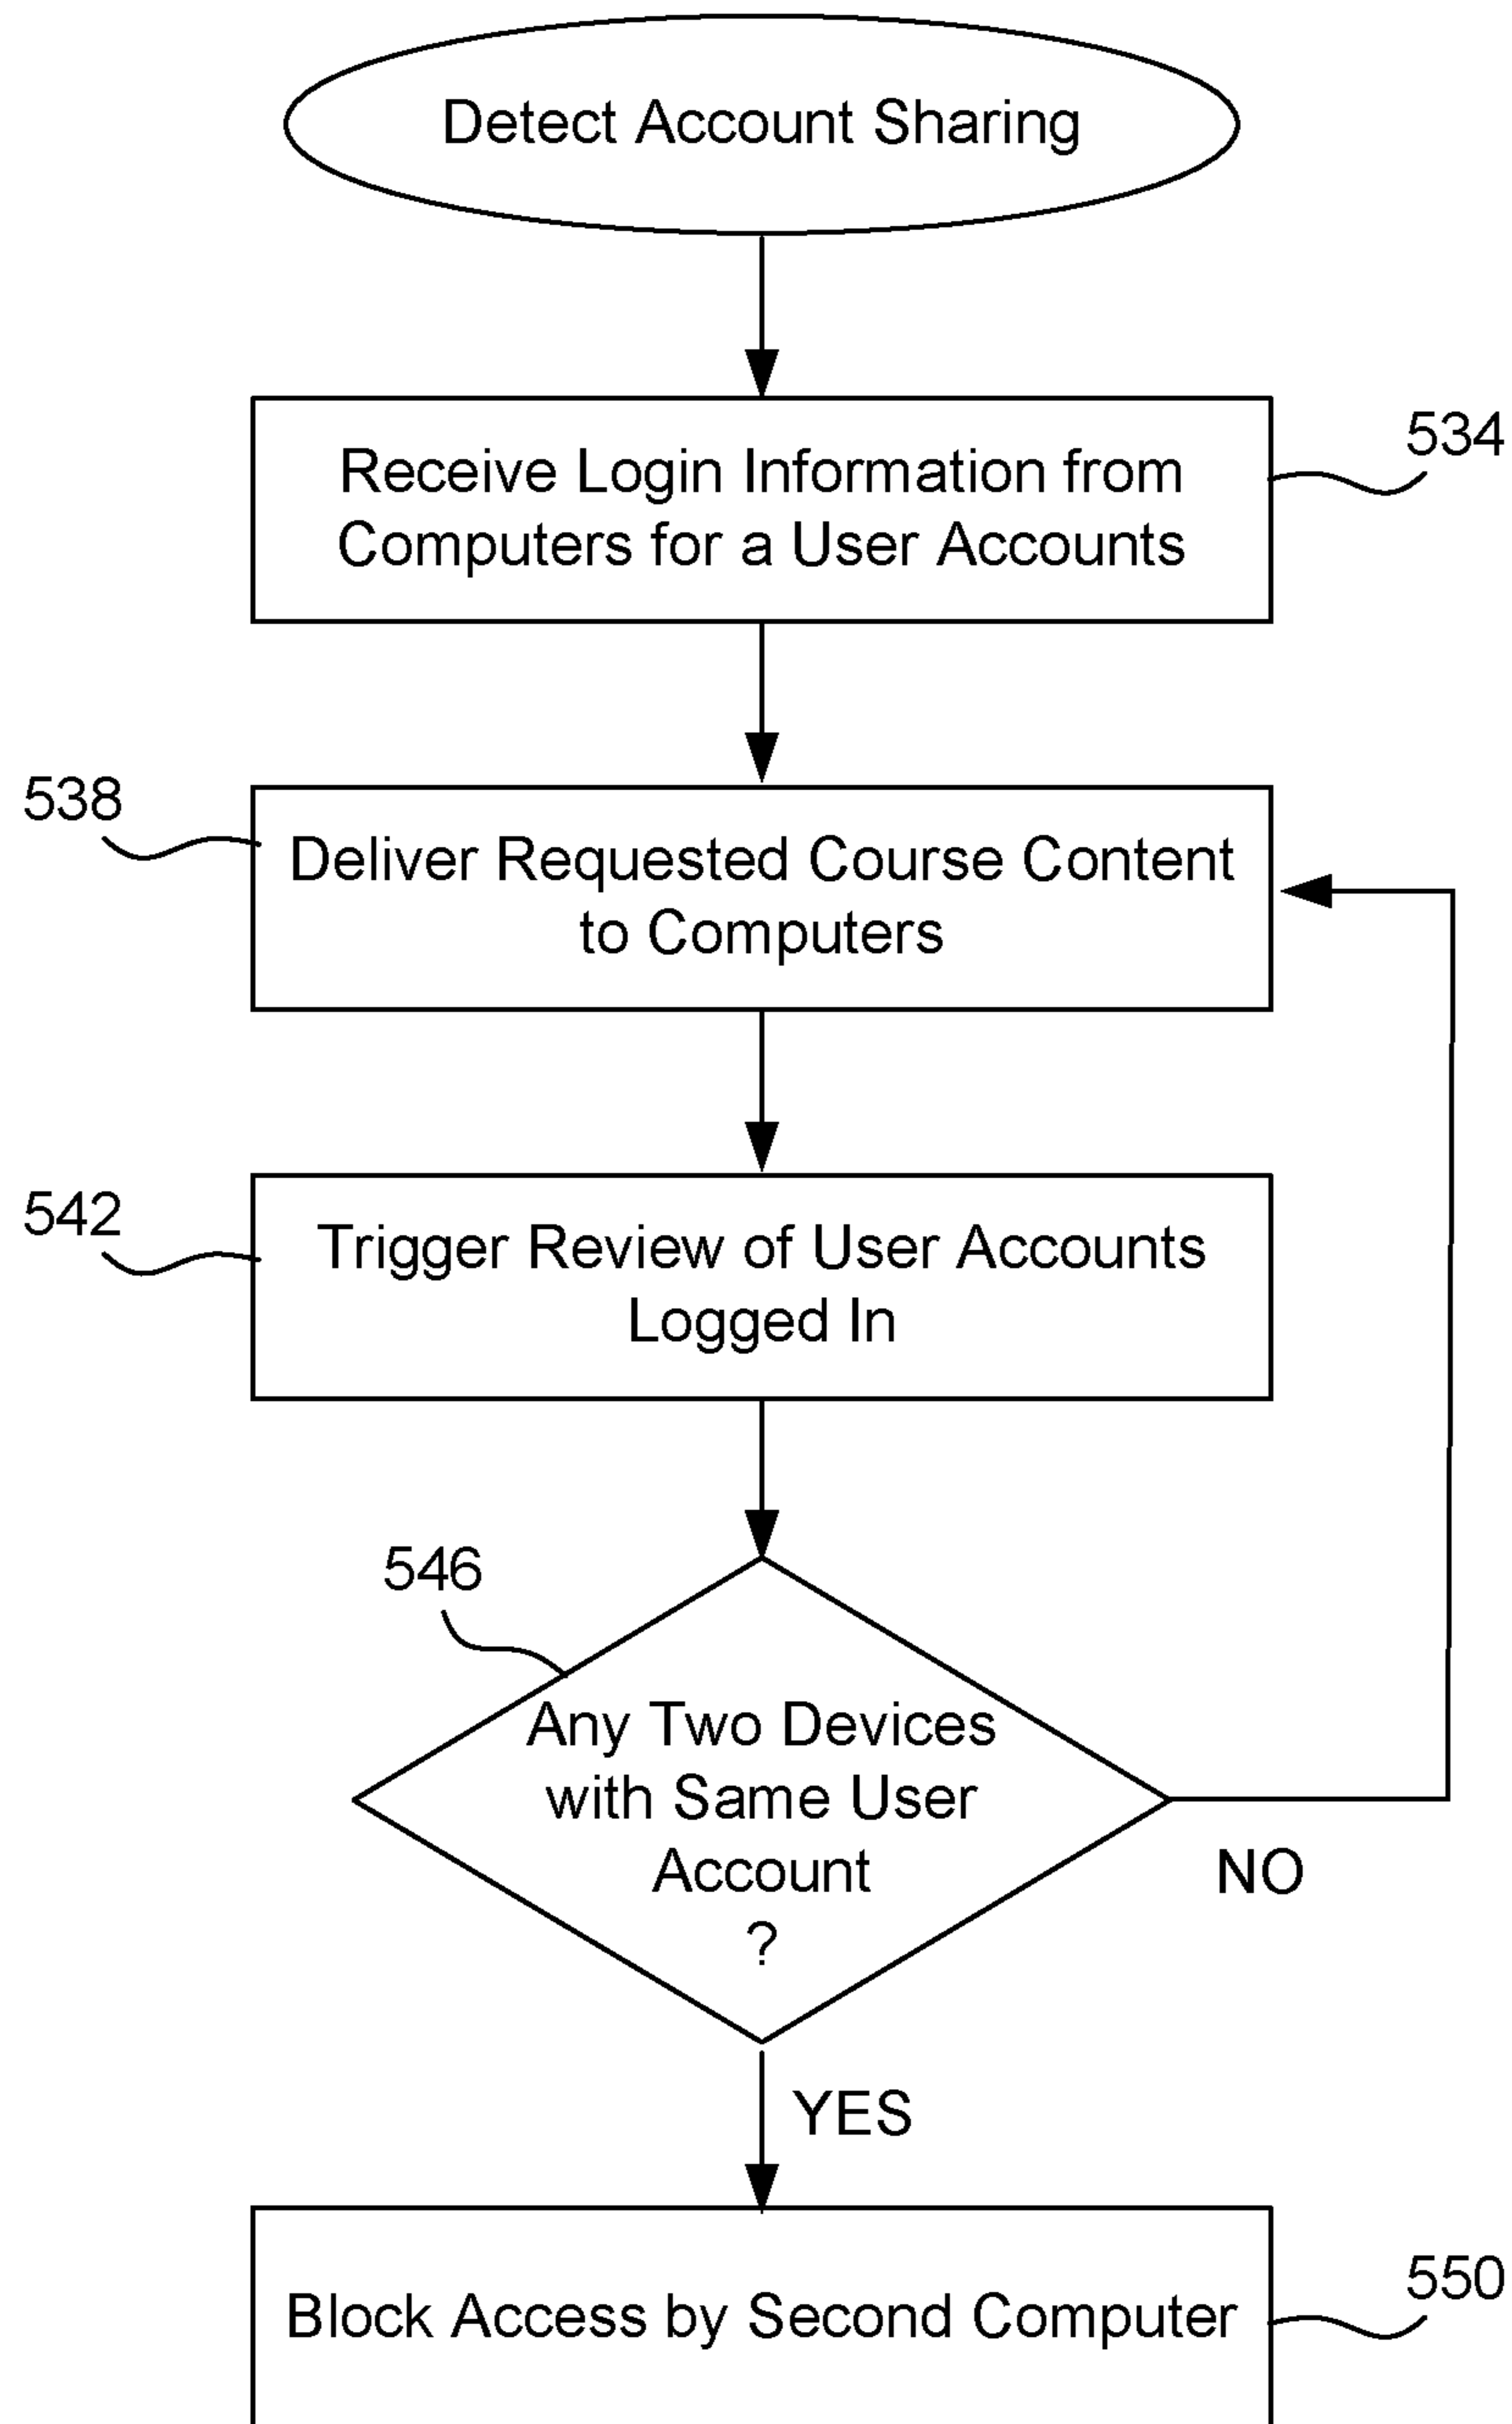 Detect Account Sharing
Receive Login Information from
Computers for a User Accounts
534
538
Deliver Requested Course Content
to Computers
542
Trigger Review of User Accounts
Logged In
546
Any Two Devices
with Same User
Account
?
NO
YES
Block Access by Second Computer
550